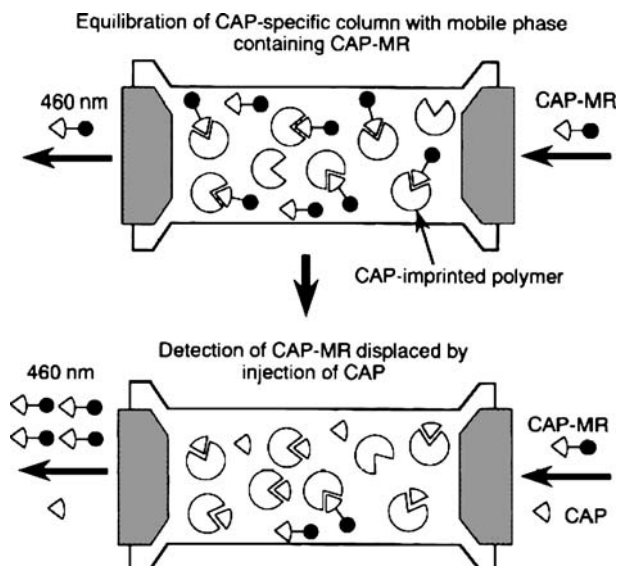 Equilibration of CAP-specific column with mobile phase
containing CAP-MR
460 nm
CAP-MR
CAP-imprinted polymer
Detection of CAP-MR displaced by
injection of CAP
460 nm
CAP-MR
CAP